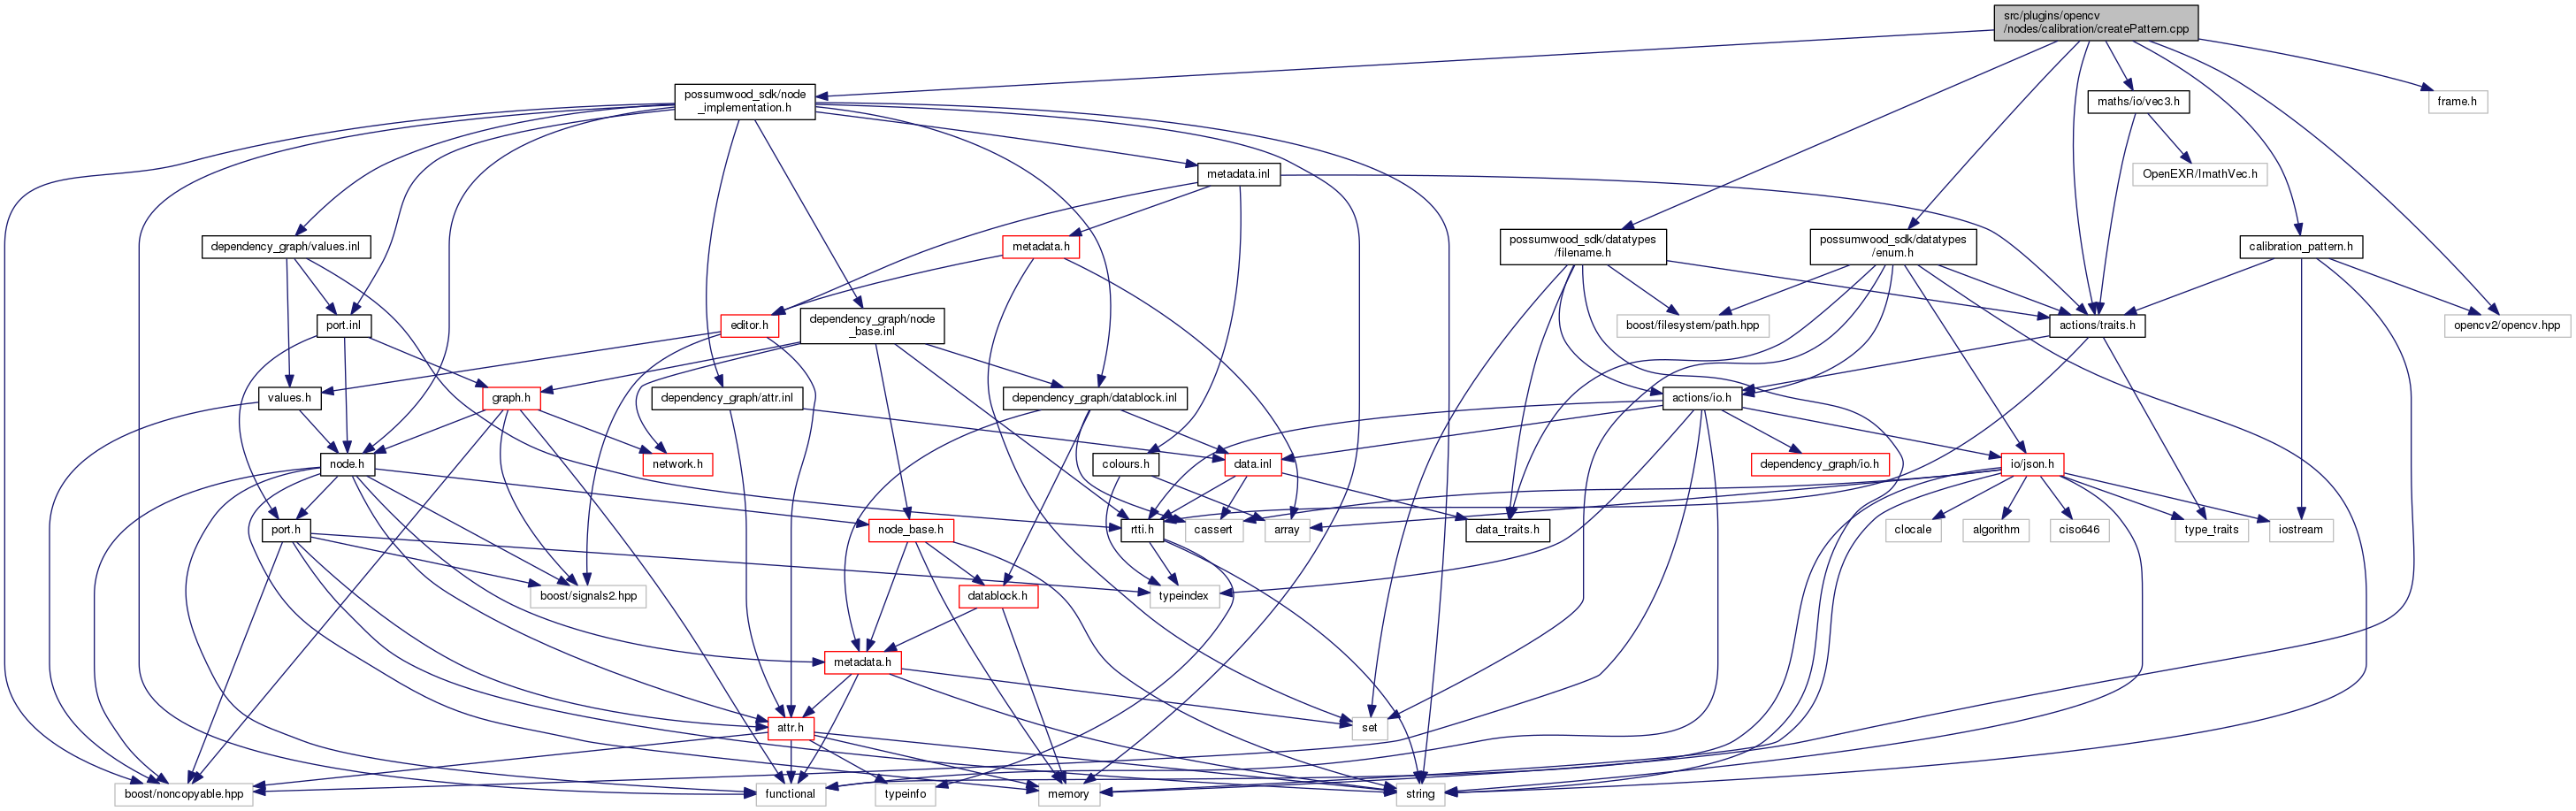 src/plugins/opencv
/nodes/calibration/createPattern.cpp
possumwood_sdk/node
_implementation.h
maths/io/vec3.h
frame.h
metadata.inl
OpenEXR/ImathVec.h
dependency_graph/values.inl
metadata.h
possumwood_sdk/datatypes
/filename.h
possumwood_sdk/datatypes
/enum.h
calibration_pattern.h
port.inl
editor.h
dependency_graph/node
_base.inl
boost/filesystem/path.hpp
actions/traits.h
opencv2/opencv.hpp
values.h
graph.h
dependency_graph/attr.inl
dependency_graph/datablock.inl
actions/io.h
node.h
network.h
colours.h
data.inl
dependency_graph/io.h
io/json.h
port.h
node_base.h
rtti.h
cassert
array
data_traits.h
clocale
algorithm
ciso646
type_traits
iostream
boost/signals2.hpp
datablock.h
typeindex
metadata.h
attr.h
set
boost/noncopyable.hpp
functional
typeinfo
memory
string